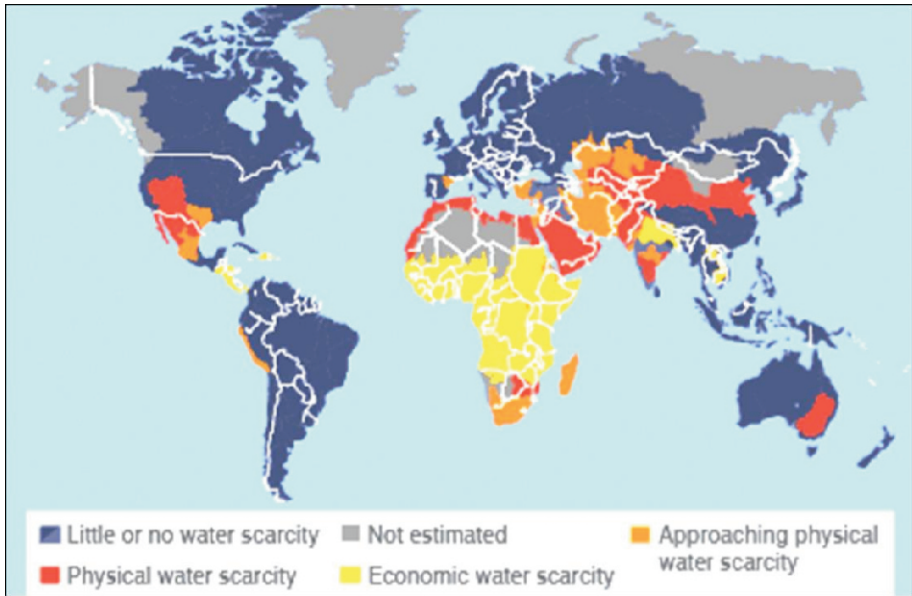 Little or no water scarcity
Not estimated
Approaching physical
water scarcity
Physical water scarcity
Economic water scarcity